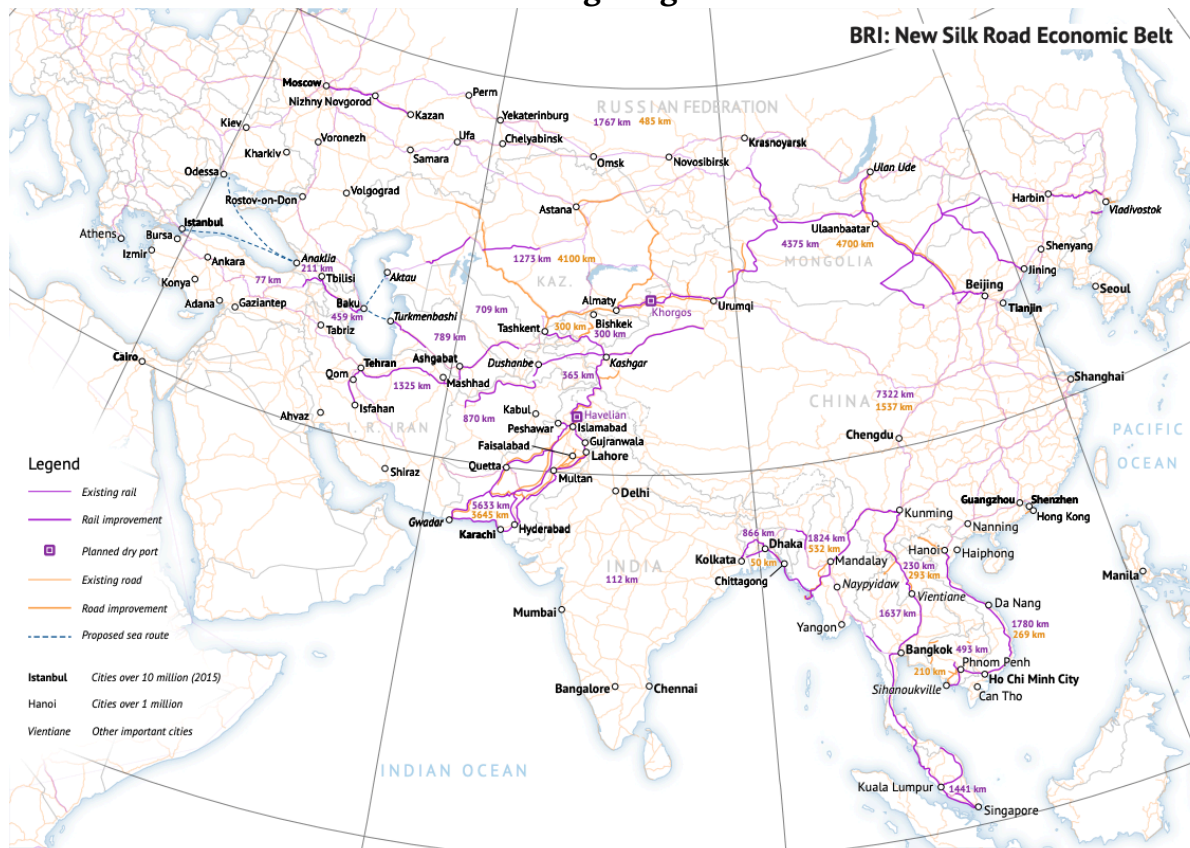 BRI: New Silk Road Economic Belt
Moscow
Nizhny Novgorod
Kazan
Perm
Yekaterinburg
RUSSIAN FEDERATION
1767 km 485 km
Kiev
Voronezh
Ufa
Chelyabinsk
Kharkiv
Samara
Omsk
Novosibirsk
Krasnoyarsk
Ulan Ude
Odessa
Rostov-on-Don
Volgograd
Astana
Harbin
Vladivostok
Athens
Istanbul
Bursa
Izmir
Ankara
Konya
Adana
Gaziantep
77 km
Anaklia
211 km
Tbilisi
Aktau
Baku
459 km
Tabriz
Turkmenbashi
1273 km 4100 km
KAZ.
709 km
789 km
Almaty
Khorgos
Bishkek
300 km
300 km
Tashkent
Urumqi
Ulaanbaatar
4375 km 4700 km
MONGOLIA
Shenyang
Jining
Beijing
Tianjin
Seoul
Cairo
Tehran
Qom
Ashgabat
Mashhad
1325 km
Isfahan
Ahvaz
I. R. IRAN
Shiraz
Dushanbe
Kashgar
365 km
870 km
Kabul
Peshawar
Havelian
Islamabad
Faisalabad
Gujranwala
Lahore
Quetta
Multan
5633 km
3645 km
Gwadar
Karachi
Hyderabad
Delhi
CHINA
7322 km
1537 km
Chengdu
Shanghai
PACIFIC
OCEAN
Guangzhou
Shenzhen
Hong Kong
Kunming
Nanning
866 km
Dhaka
50 km
Kolkata
Chittagong
1824 km
532 km
Mandalay
Naypyidaw
Yangon
Hanoi
Haiphong
230 km
293 km
Vientiane
1637 km
Da Nang
1780 km
269 km
Manila
INDIA
112 km
Mumbai
Bangalore
Chennai
Bangkok
493 km
Phnom Penh
210 km
Ho Chi Minh City
Sihanoukville
Can Tho
INDIAN OCEAN
Kuala Lumpur
1441 km
Singapore
Legend
Existing rail
Rail improvement
Planned dry port
Existing road
Road improvement
Proposed sea route
Istanbul Cities over 10 million (2015)
Hanoi Cities over 1 million
Vientiane Other important cities